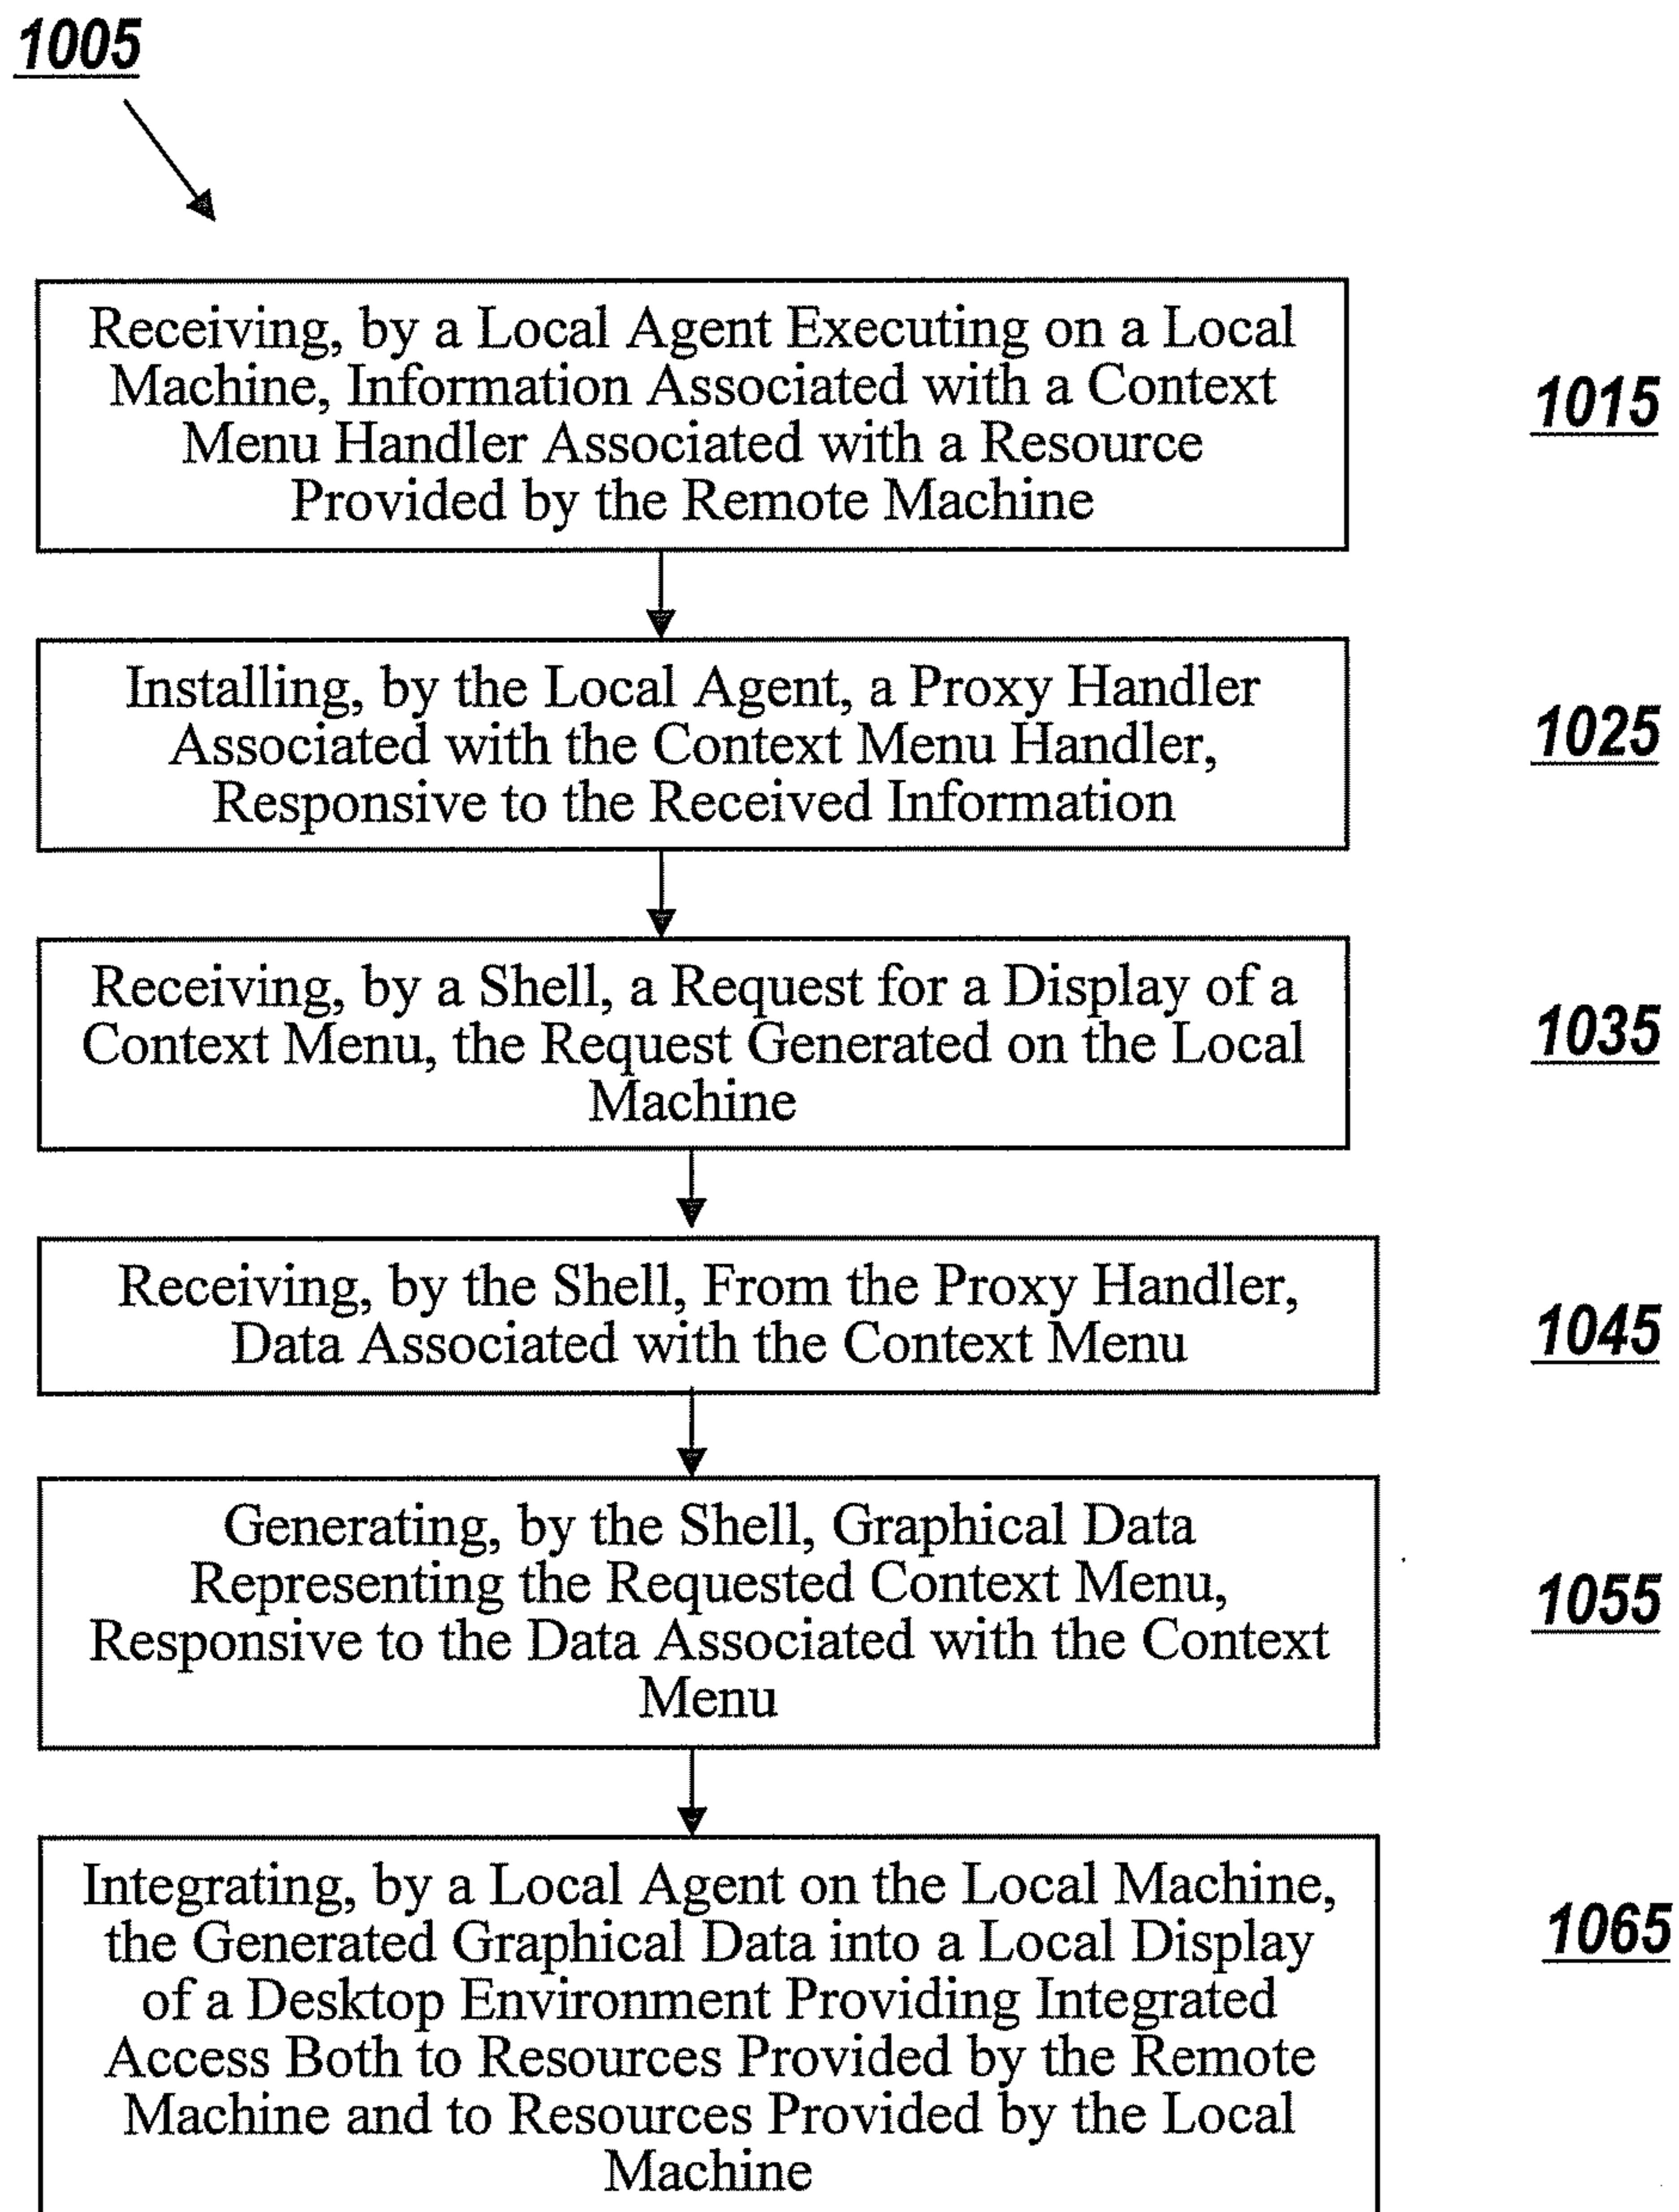 1005
Receiving, by a Local Agent Executing on a Local
Machine, Information Associated with a Context
Menu Handler Associated with a Resource
Provided by the Remote Machine
1015
Installing, by the Local Agent, a Proxy Handler
Associated with the Context Menu Handler,
Responsive to the Received Information
1025
Receiving, by a Shell, a Request for a Display of a
Context Menu, the Request Generated on the Local
Machine
1035
Receiving, by the Shell, From the Proxy Handler,
Data Associated with the Context Menu
1045
Generating, by the Shell, Graphical Data
Representing the Requested Context Menu,
Responsive to the Data Associated with the Context
Menu
1055
Integrating, by a Local Agent on the Local Machine,
the Generated Graphical Data into a Local Display
of a Desktop Environment Providing Integrated
Access Both to Resources Provided by the Remote
Machine and to Resources Provided by the Local
Machine
1065